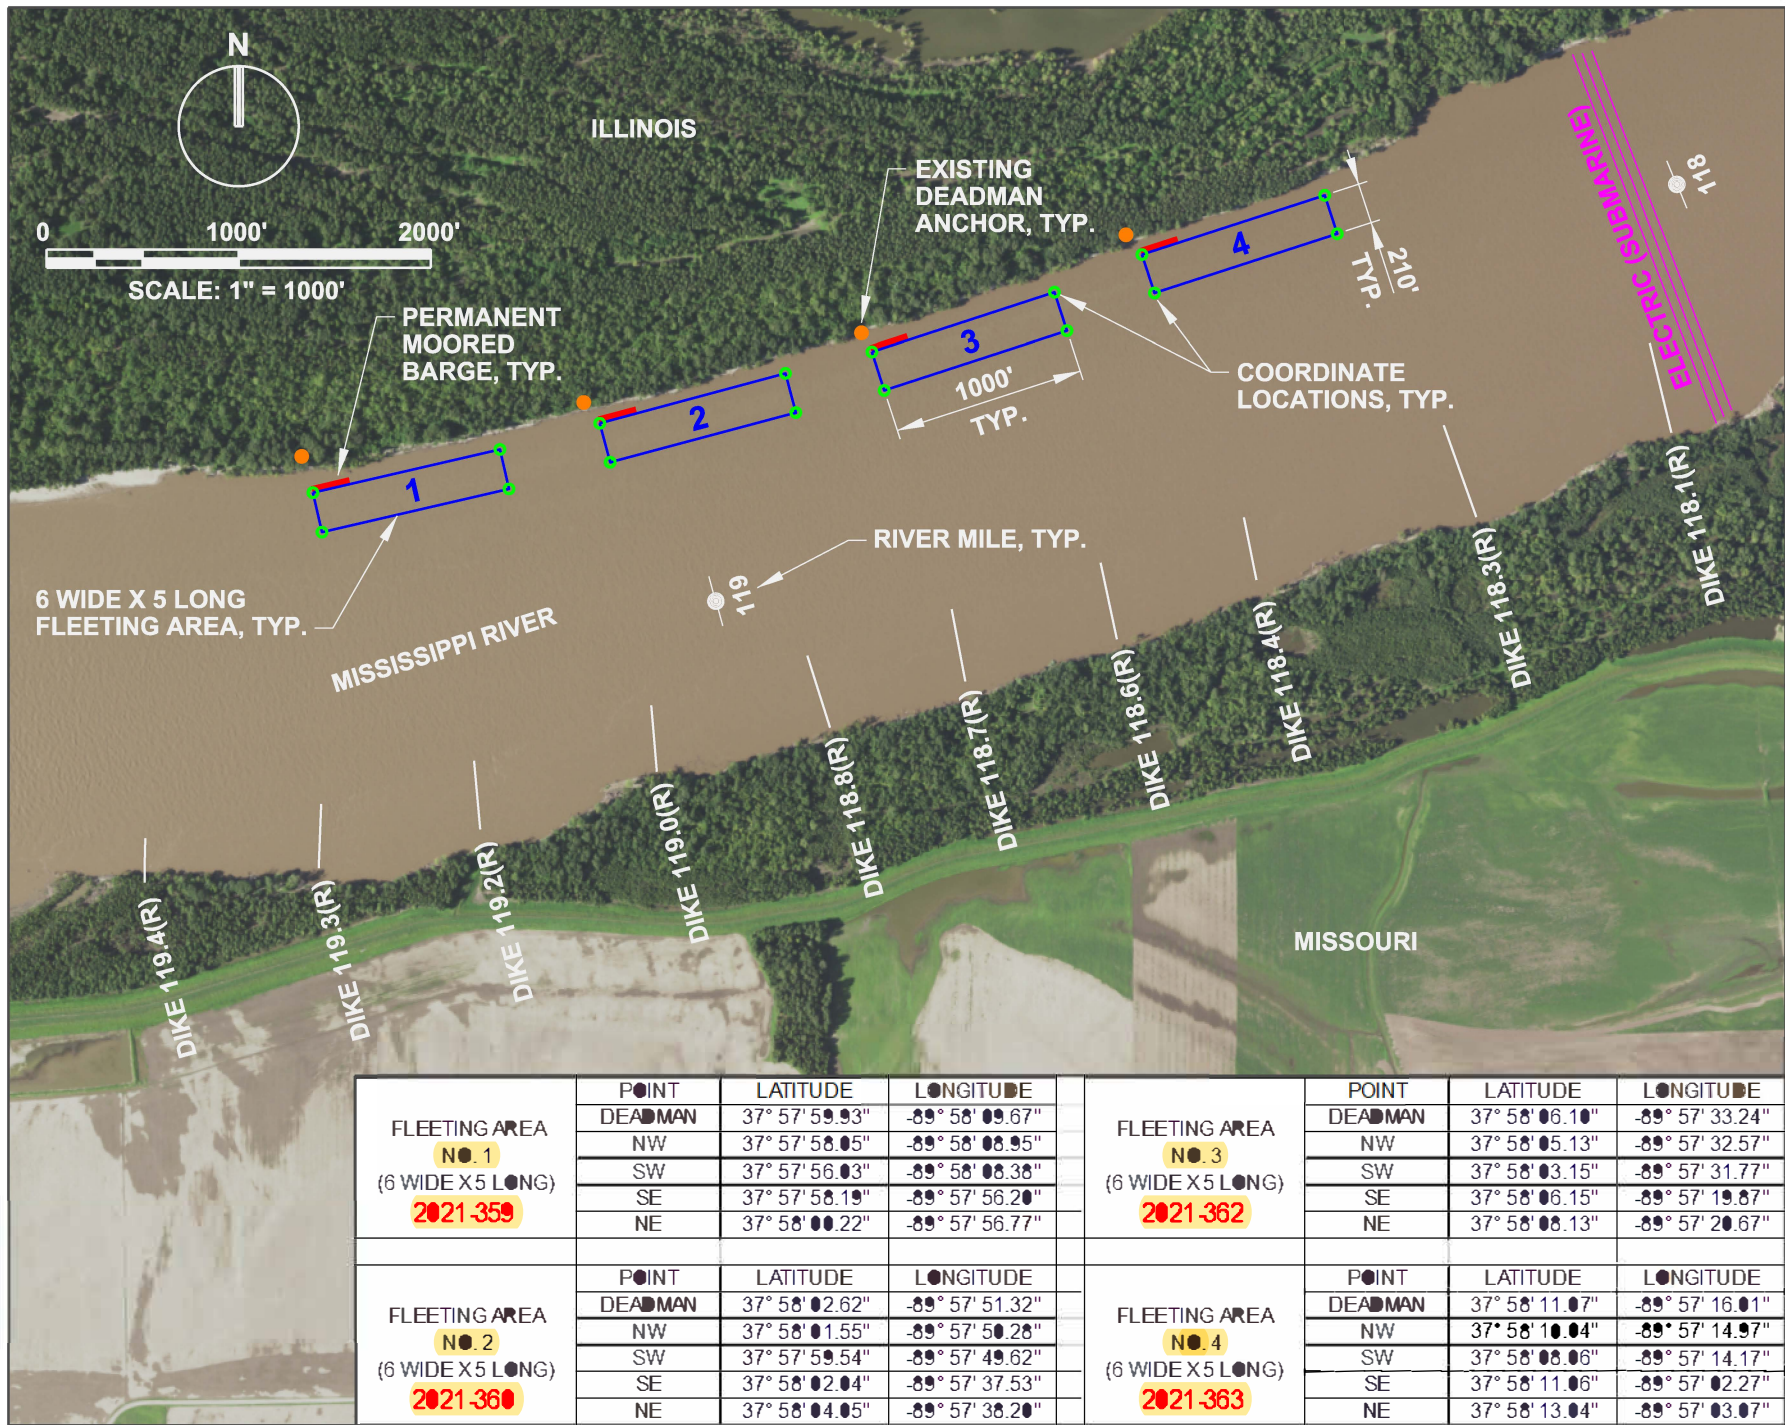 N
ILLINOIS
0 1000' 2000'
SCALE: 1" = 1000'
EXISTING
DEADMAN
ANCHOR, TYP.
PERMANENT
MOORED
BARGE, TYP.
1
2
3
4
210'
TYP.
1000'
TYP.
ELECTRIC (SUBMARINE)
118
COORDINATE
LOCATIONS, TYP.
RIVER MILE, TYP.
119
6 WIDE X 5 LONG
FLEETING AREA, TYP.
MISSISSIPPI RIVER
DIKE 119.4(R)
DIKE 119.3(R)
DIKE 119.2(R)
DIKE 119.0(R)
DIKE 118.8(R)
DIKE 118.7(R)
DIKE 118.6(R)
DIKE 118.4(R)
DIKE 118.3(R)
DIKE 118.1(R)
MISSOURI
FLEETING AREA
NO. 1
(6 WIDE X 5 LONG)
2021-359
POINT LATITUDE LONGITUDE
DEADMAN 37° 57' 59.93" -89° 58' 09.67"
NW 37° 57' 58.05" -89° 58' 08.95"
SW 37° 57' 56.03" -89° 58' 08.38"
SE 37° 57' 58.19" -89° 57' 56.20"
NE 37° 58' 00.22" -89° 57' 56.77"
FLEETING AREA
NO. 3
(6 WIDE X 5 LONG)
2021-362
POINT LATITUDE LONGITUDE
DEADMAN 37° 58' 06.10" -89° 57' 33.24"
NW 37° 58' 05.13" -89° 57' 32.57"
SW 37° 58' 03.15" -89° 57' 31.77"
SE 37° 58' 06.15" -89° 57' 19.87"
NE 37° 58' 08.13" -89° 57' 20.67"
FLEETING AREA
NO. 2
(6 WIDE X 5 LONG)
2021-360
POINT LATITUDE LONGITUDE
DEADMAN 37° 58' 02.62" -89° 57' 51.32"
NW 37° 58' 01.55" -89° 57' 50.28"
SW 37° 57' 59.54" -89° 57' 49.62"
SE 37° 58' 02.04" -89° 57' 37.53"
NE 37° 58' 04.05" -89° 57' 38.20"
FLEETING AREA
NO. 4
(6 WIDE X 5 LONG)
2021-363
POINT LATITUDE LONGITUDE
DEADMAN 37° 58' 11.07" -89° 57' 16.01"
NW 37° 58' 10.04" -89° 57' 14.97"
SW 37° 58' 08.06" -89° 57' 14.17"
SE 37° 58' 11.06" -89° 57' 02.27"
NE 37° 58' 13.04" -89° 57' 03.07"